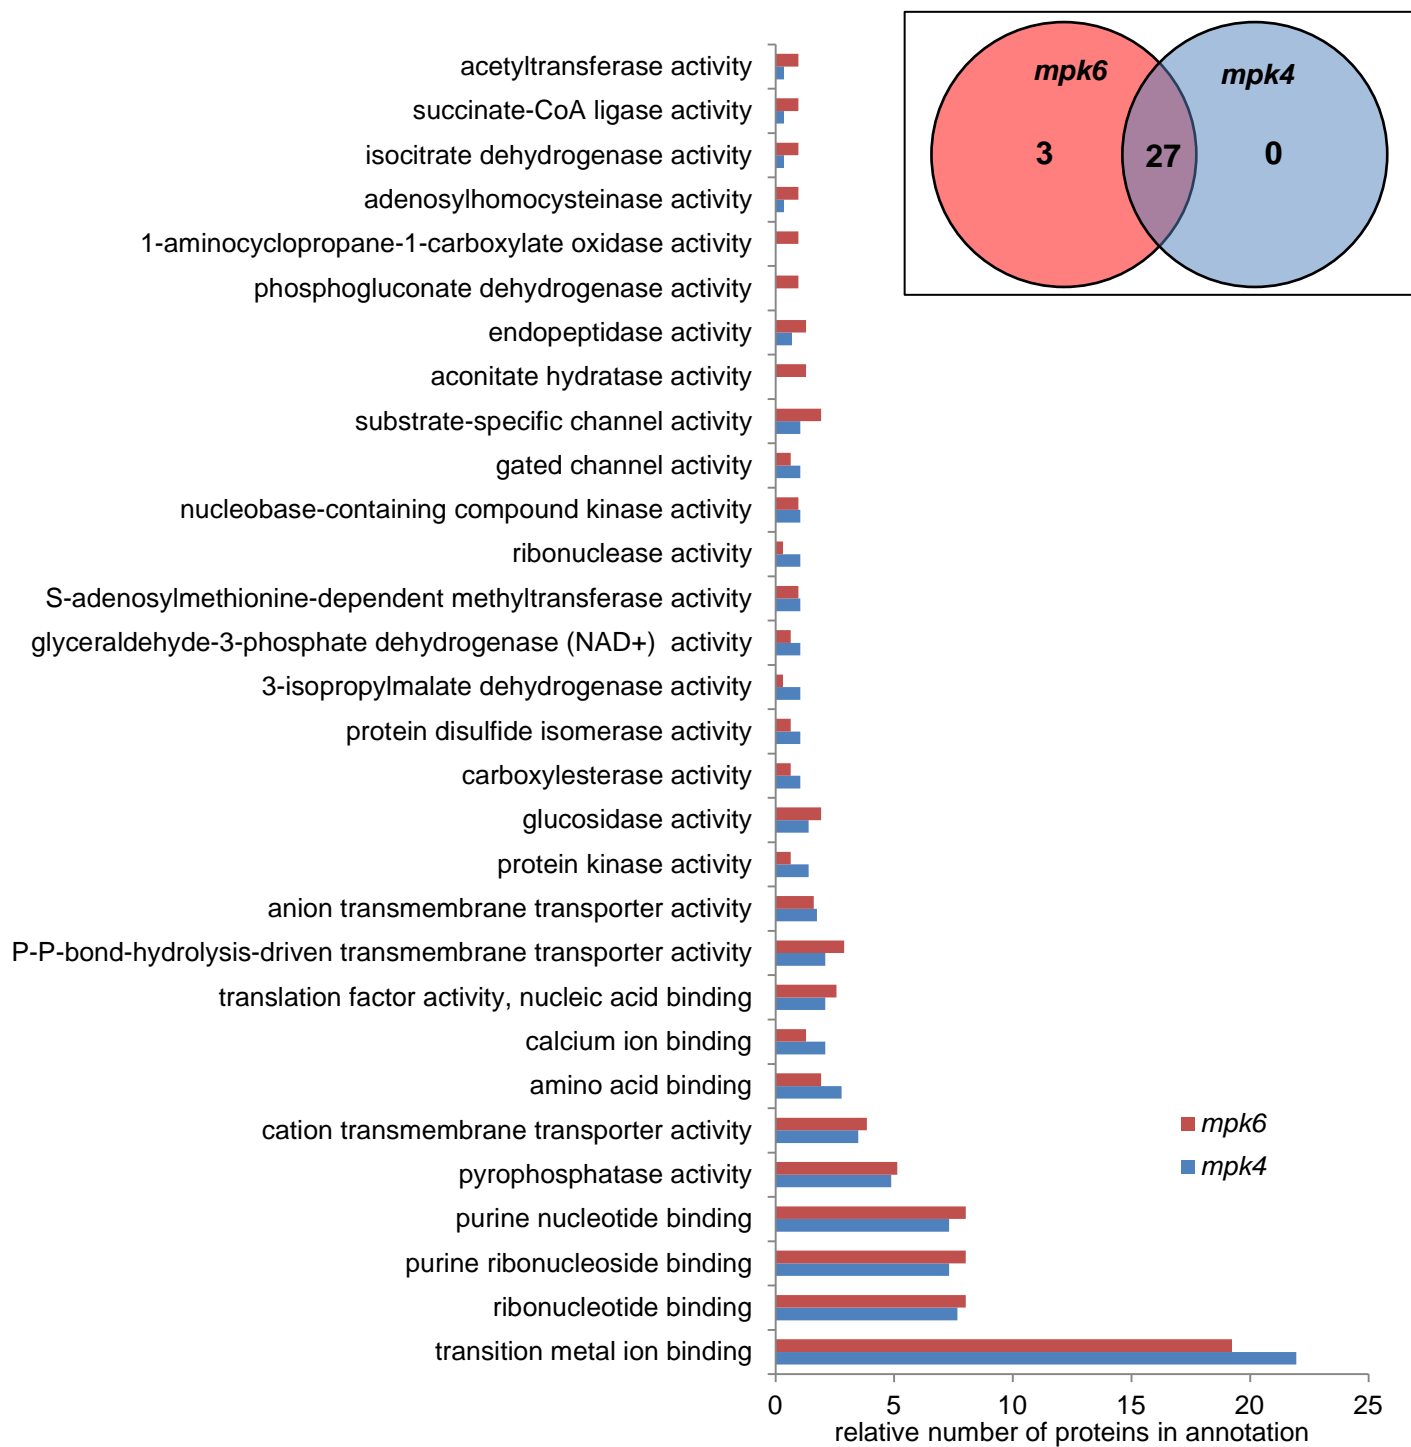 mpk6
mpk4
3
27
0
acetyltransferase activity
succinate-CoA ligase activity
isocitrate dehydrogenase activity
adenosylhomocysteinase activity
1-aminocyclopropane-1-carboxylate oxidase activity
phosphogluconate dehydrogenase activity
endopeptidase activity
aconitate hydratase activity
substrate-specific channel activity
gated channel activity
nucleobase-containing compound kinase activity
ribonuclease activity
S-adenosylmethionine-dependent methyltransferase activity
glyceraldehyde-3-phosphate dehydrogenase (NAD+)  activity
3-isopropylmalate dehydrogenase activity
protein disulfide isomerase activity
carboxylesterase activity
glucosidase activity
protein kinase activity
anion transmembrane transporter activity
P-P-bond-hydrolysis-driven transmembrane transporter activity
translation factor activity, nucleic acid binding
calcium ion binding
amino acid binding
cation transmembrane transporter activity
pyrophosphatase activity
purine nucleotide binding
purine ribonucleoside binding
ribonucleotide binding
transition metal ion binding
mpk6
mpk4
0 5 10 15 20 25
relative number of proteins in annotation